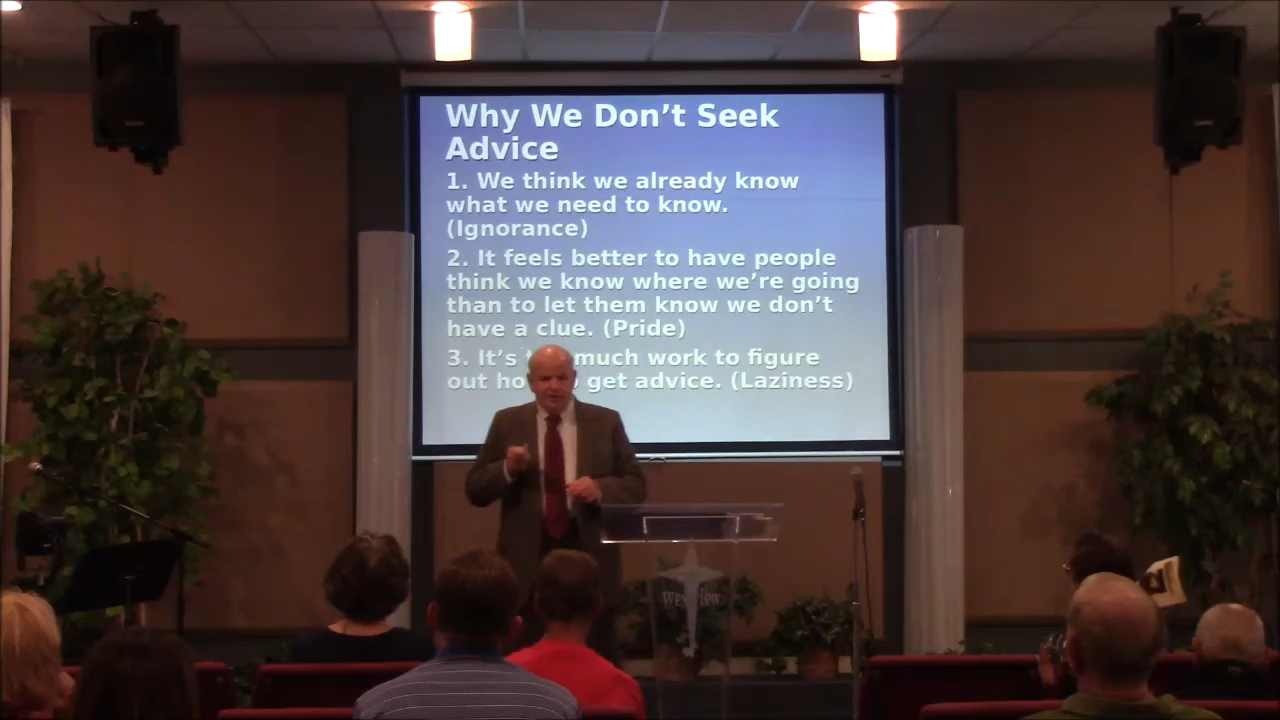 Why We Don't Seek
Advice
1. We think we already know
what we need to know.
(Ignorance)
2. It feels better to have people
think we know where we're going
than to let them know we don't
have a clue. (Pride)
3. It's much work to figure
out get advice. (Laziness)
Westview